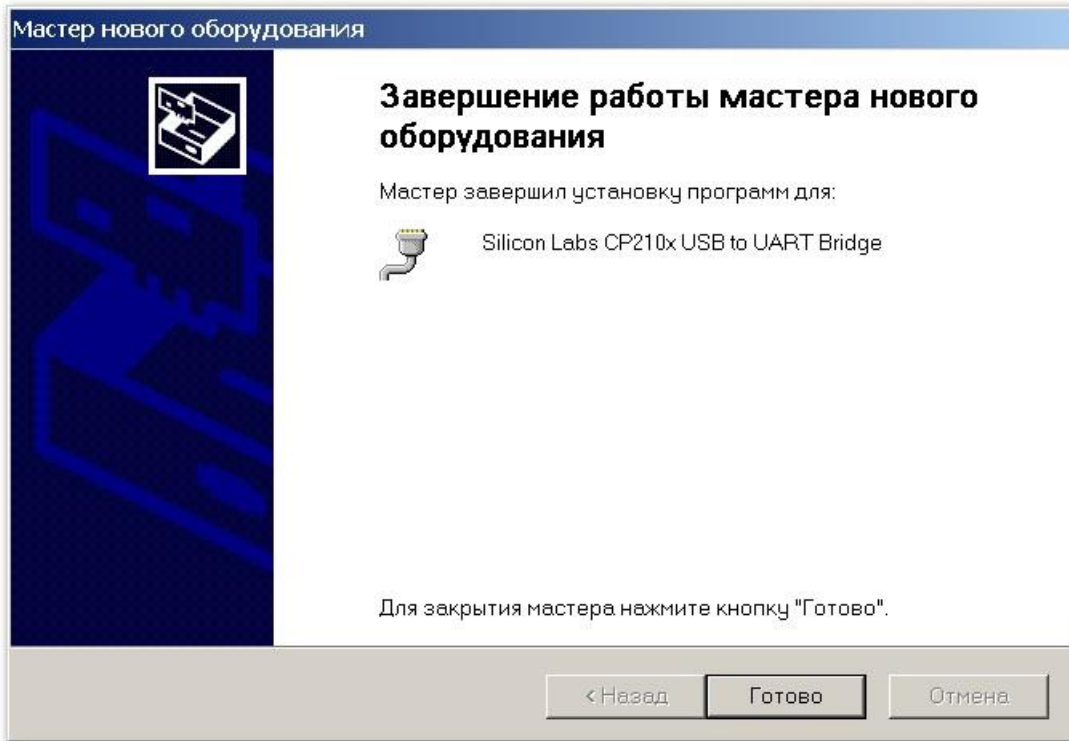 Мастер нового оборудования
Завершение работы мастера нового
оборудования
Мастер завершил установку программ для:
Silicon Labs CP210x USB to UART Bridge
Для закрытия мастера нажмите кнопку "Готово".
< Назад
Готово
Отмена